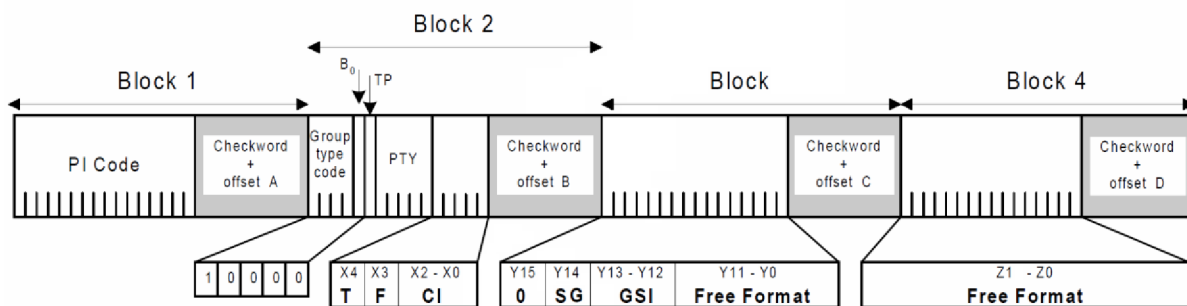 Block 2
B0
TP
Block 1
Block
Block 4
PI Code
Checkword
+
offset A
Group
type
code
PTY
Checkword
+
offset B
Checkword
+
offset C
Checkword
+
offset D
1 0 0 0 0
X4 X3 X2 - X0
T F CI
Y15 Y14 Y13 - Y12 Y11 - Y0
0 SG GSI Free Format
Z1 - Z0
Free Format